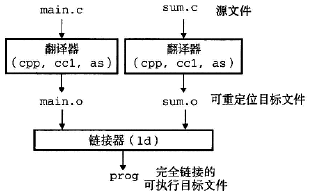 main.c sum.c 源文件
翻译器 翻译器
(cpp, cc1, as) (cpp, cc1, as)
main.o sum.o 可重定位目标文件
链接器 (ld)
prog 完全链接的
可执行目标文件